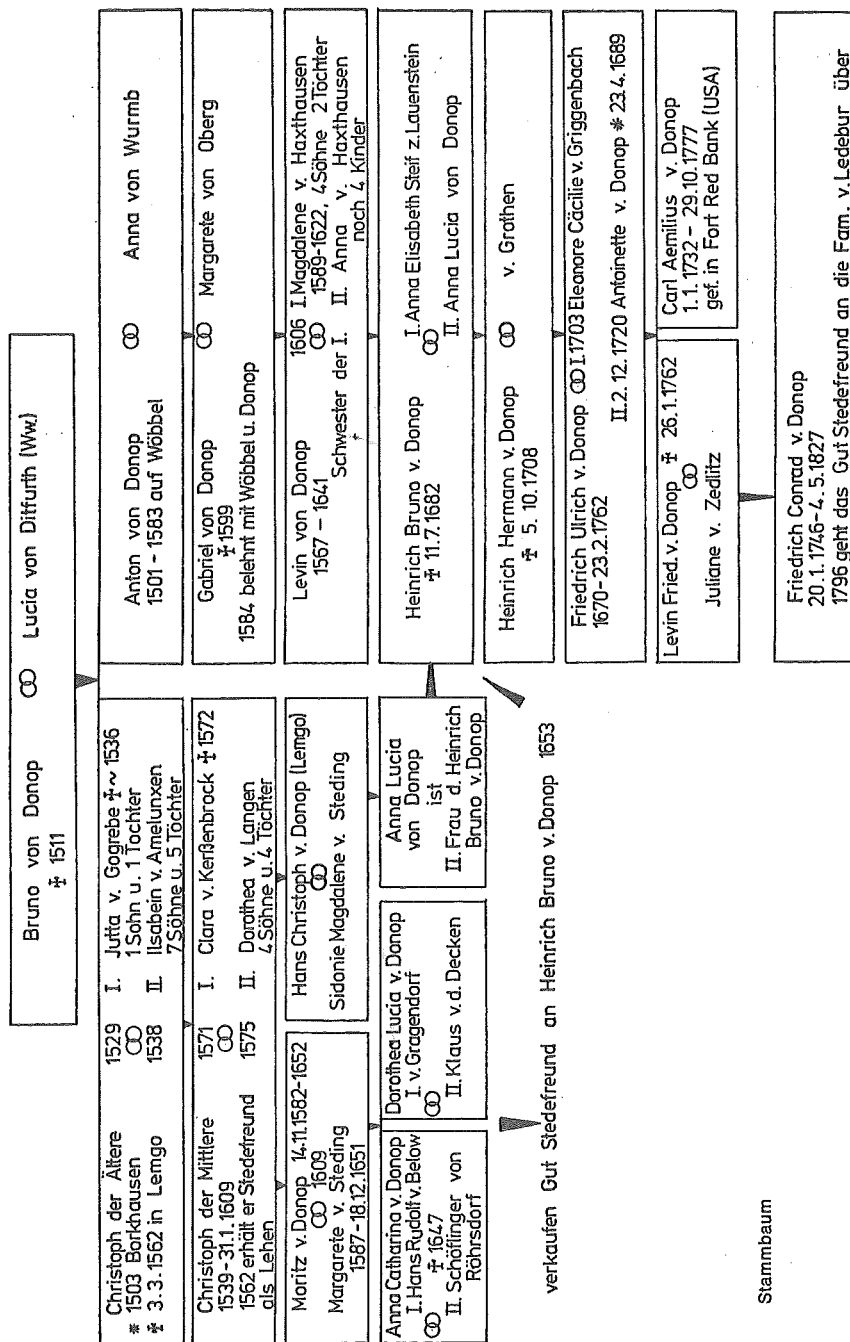 Bruno von Donop ⚭ Lucia von Ditfurth (Ww.)
✠ 1511
Christoph der Ältere
* 1503 Borkhausen
✠ 3.3.1562 in Lemgo
1529
⚭
1538
I. Jutta v. Gogrebe ✠ ~ 1536
1 Sohn u. 1 Tochter
II. Ilsabein v. Amelunxen
7 Söhne u. 5 Töchter
Anton von Donop ⚭ Anna von Wurmb
1501 - 1583 auf Wöbbel
Christoph der Mittlere
1539 - 31.1.1609
1562 erhält er Stedefreund
als Lehen
1571
⚭
1575
I. Clara v. Kerßenbrock ✠ 1572
II. Dorothea v. Langen
4 Söhne u. 4 Töchter
Gabriel von Donop ⚭ Margarete von Oberg
✠ 1599
1584 belehnt mit Wöbbel u. Donop
Moritz v. Donop 14.11.1582-1652
⚭ 1609
Margarete v. Steding
1587 - 18.12.1651
Hans Christoph v. Donop (Lemgo)
⚭
Sidonie Magdalene v. Steding
Levin von Donop
1567 - 1641
1606 I. Magdalene v. Haxthausen
⚭ 1589-1622, 4 Söhne 2 Töchter
Schwester der I. II. Anna v. Haxthausen
noch 4 Kinder
Anna Catharina v. Donop
I. Hans Rudolf v. Below
⚭ ✠ 1647
II. Schöflinger von
Röhrsdorf
Dorothea Lucia v. Donop
I. v. Gragendorf
⚭
II. Klaus v. d. Decken
Anna Lucia
von Donop
ist
II. Frau d. Heinrich
Bruno v. Donop
Heinrich Bruno v. Donop
✠ 11.7.1682
I. Anna Elisabeth Steif z. Lauenstein
⚭
II. Anna Lucia von Donop
verkaufen Gut Stedefreund an Heinrich Bruno v. Donop 1653
Heinrich Hermann v. Donop ⚭ v. Grothen
✠ 5. 10. 1708
Friedrich Ulrich v. Donop ⚭ I. 1703 Eleanore Cäcilie v. Griggenbach
1670 - 23.2.1762
II. 2. 12. 1720 Antoinette v. Donop * 23.4.1689
Levin Fried. v. Donop ✠ 26.1.1762
⚭
Juliane v. Zedlitz
Carl Aemilius v. Donop
1.1.1732 - 29.10.1777
gef. in Fort Red Bank (USA)
Friedrich Conrad v. Donop
20. 1. 1746 - 4. 5. 1827
1796 geht das Gut Stedefreund an die Fam. v. Ledebur über
Stammbaum